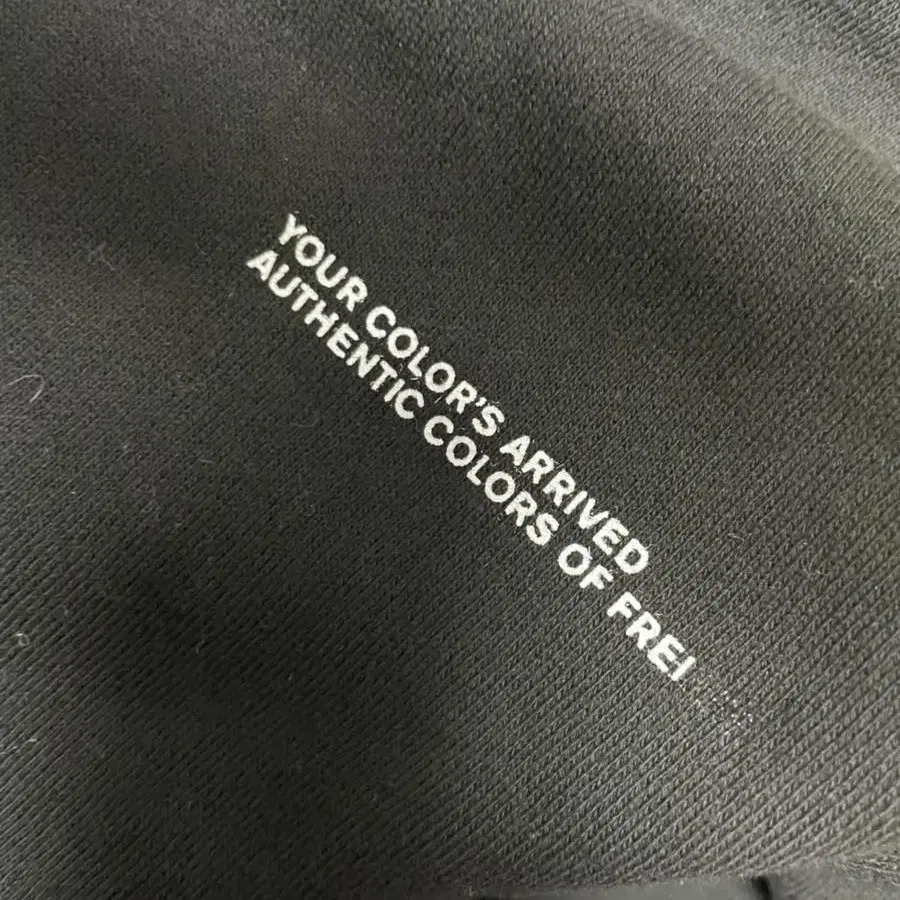 YOUR COLOR'S ARRIVED
AUTHENTIC COLORS OF FREI